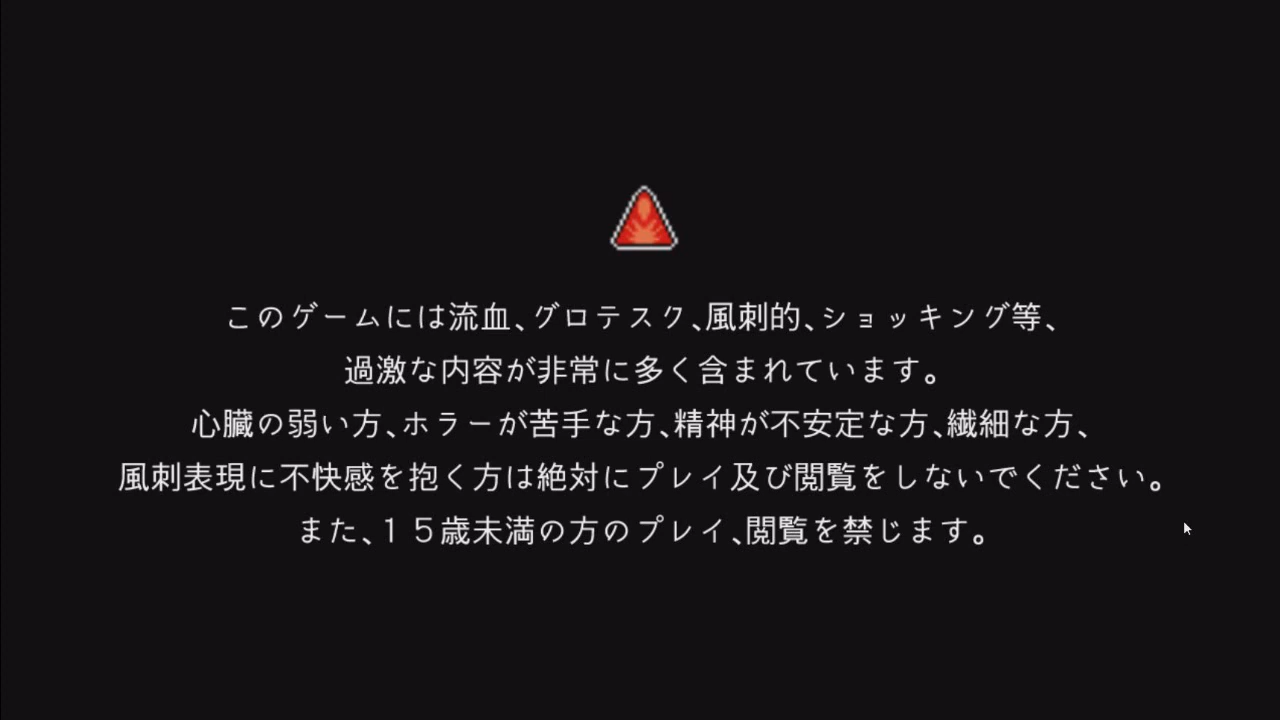 このゲームには流血、グロテスク、風刺的、ショッキング等、
過激な内容が非常に多く含まれています。
心臓の弱い方、ホラーが苦手な方、精神が不安定な方、繊細な方、
風刺表現に不快感を抱く方は絶対にプレイ及び閲覧をしないでください。
また、１５歳未満の方のプレイ、閲覧を禁じます。